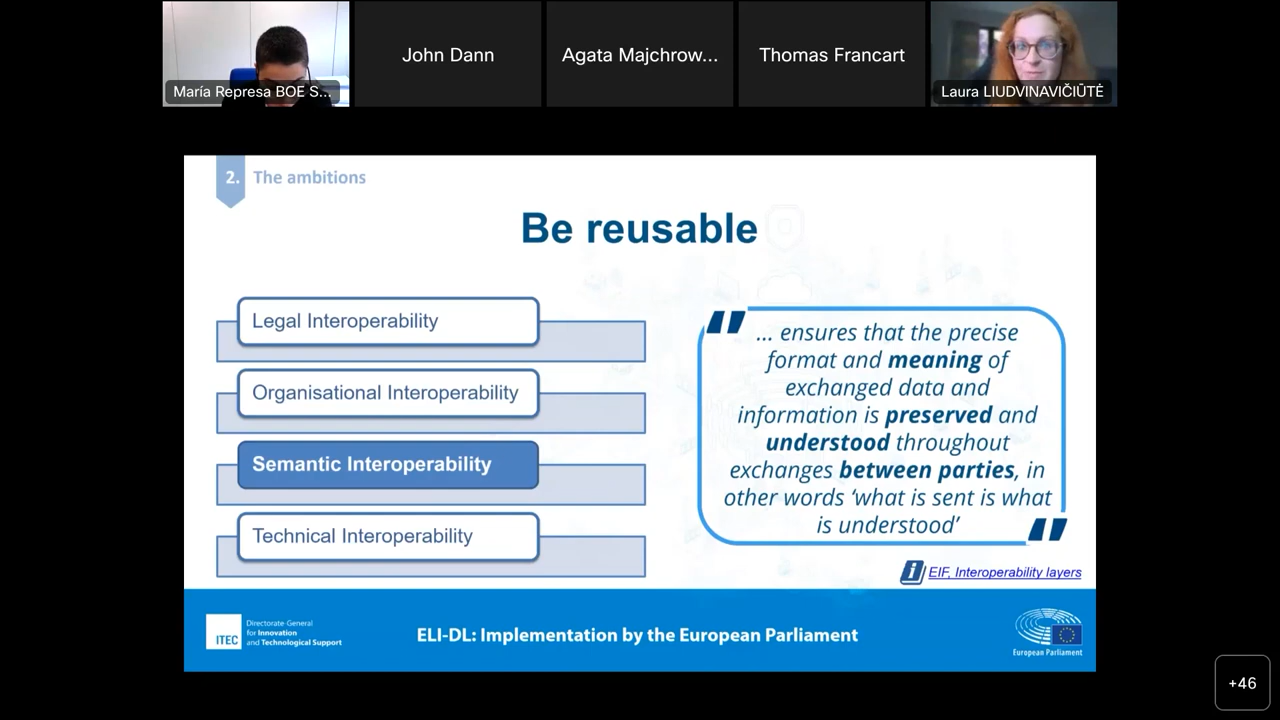 María Represa BOE S...
John Dann
Agata Majchrow...
Thomas Francart
Laura LIUDVINAVIČIŪTĖ
2. The ambitions
Be reusable
Legal Interoperability
Organisational Interoperability
Semantic Interoperability
Technical Interoperability
"
... ensures that the precise
format and meaning of
exchanged data and
information is preserved and
understood throughout
exchanges between parties, in
other words ‘what is sent is what
is understood’
"
i EIF, Interoperability layers
ITEC
Directorate-General
for Innovation
and Technological Support
ELI-DL: Implementation by the European Parliament
European Parliament
+46